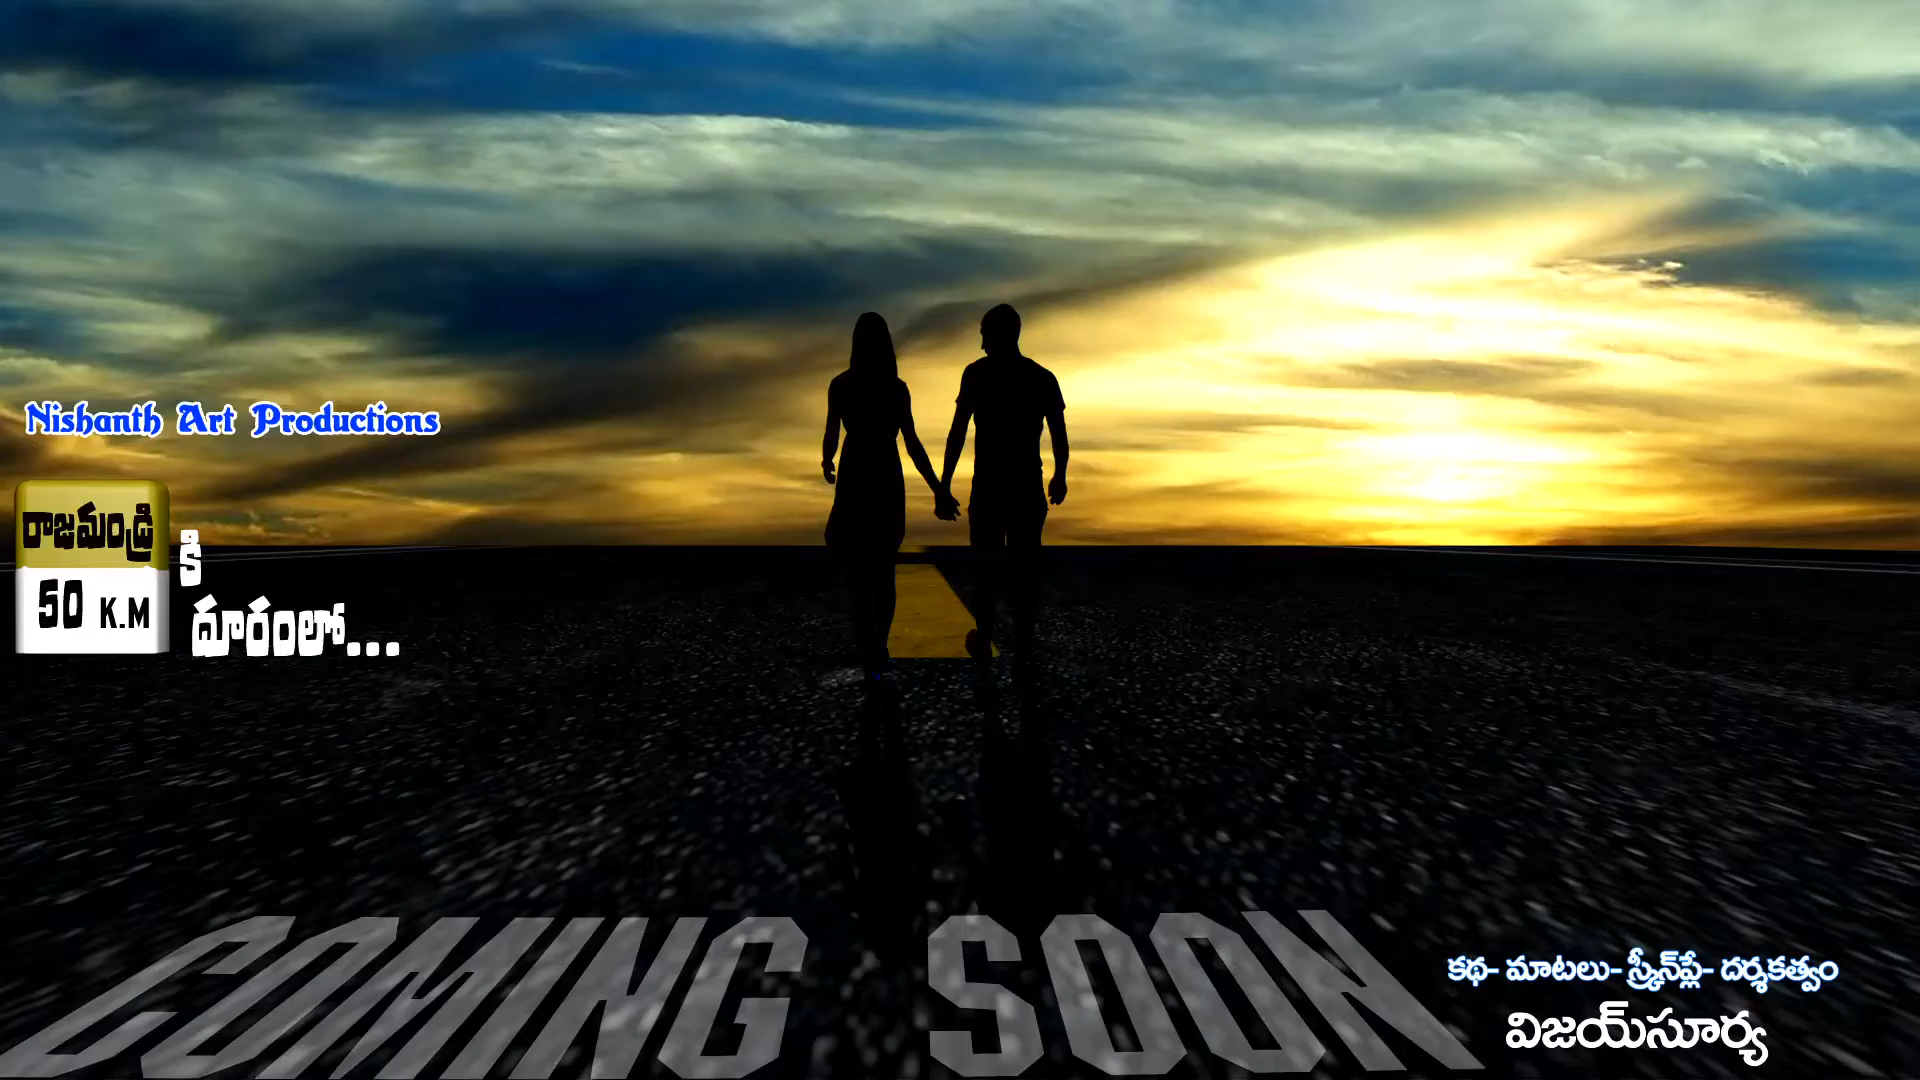 Nishanth Art Productions
రాజమండ్రి
50 K.M
కి
దూరంలో...
COMING SOON
కథ- మాటలు- స్క్రీన్‌ప్లే- దర్శకత్వం
విజయ్‌సూర్య